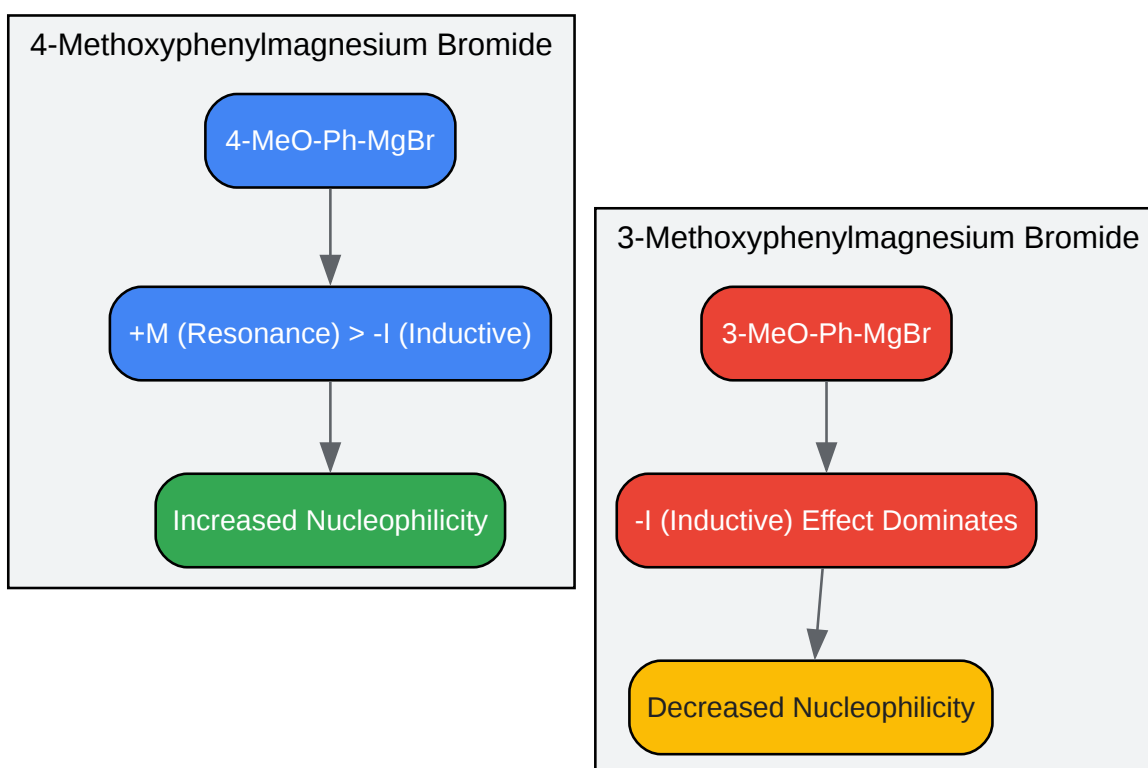 4-Methoxyphenylmagnesium Bromide
4-MeO-Ph-MgBr
+M (Resonance) > -I (Inductive)
Increased Nucleophilicity
3-Methoxyphenylmagnesium Bromide
3-MeO-Ph-MgBr
-I (Inductive) Effect Dominates
Decreased Nucleophilicity